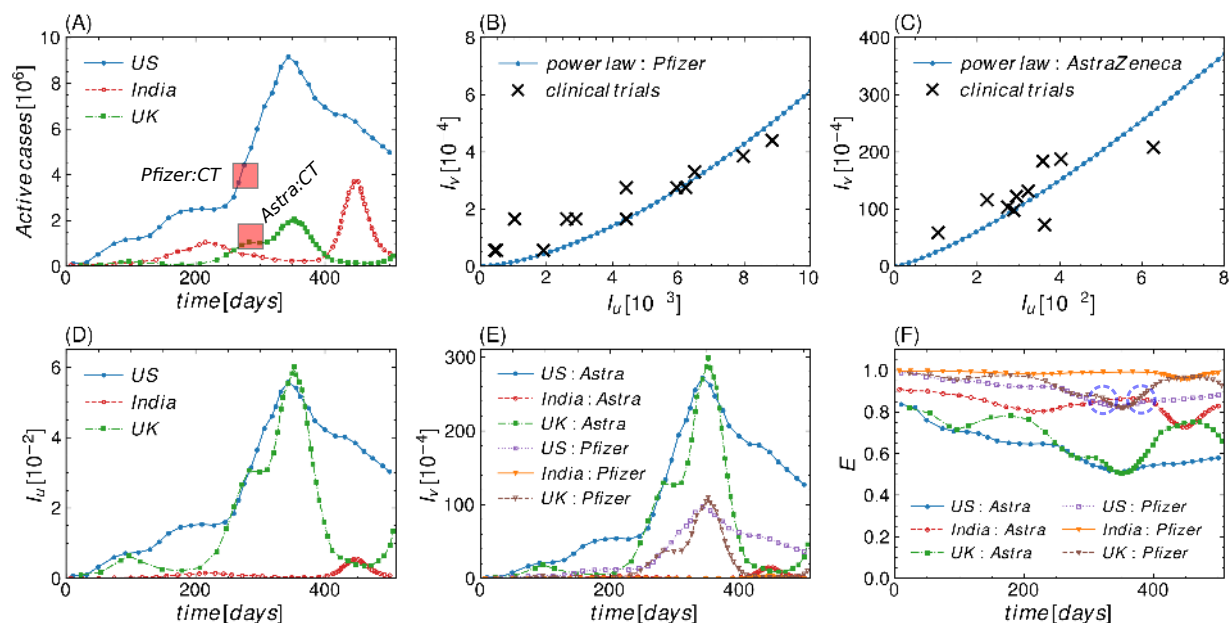 (A)
10
8
6
4
2
0
Active cases [10⁶]
US
India
UK
Pfizer:CT
Astra:CT
0 200 400
time [days]
(B)
8
6
4
2
0
I_v [10⁻⁴]
power law : Pfizer
clinical trials
0 2 4 6 8 10
I_u [10⁻³]
(C)
400
300
200
100
0
I_v [10⁻⁴]
power law : AstraZeneca
clinical trials
0 2 4 6 8
I_u [10⁻²]
(D)
6
4
2
0
I_u [10⁻²]
US
India
UK
0 200 400
time [days]
(E)
300
200
100
0
I_v [10⁻⁴]
US : Astra
India : Astra
UK : Astra
US : Pfizer
India : Pfizer
UK : Pfizer
0 200 400
time [days]
(F)
1.0
0.8
0.6
0.4
0.2
0.0
E
US : Astra
India : Astra
UK : Astra
US : Pfizer
India : Pfizer
UK : Pfizer
0 200 400
time [days]